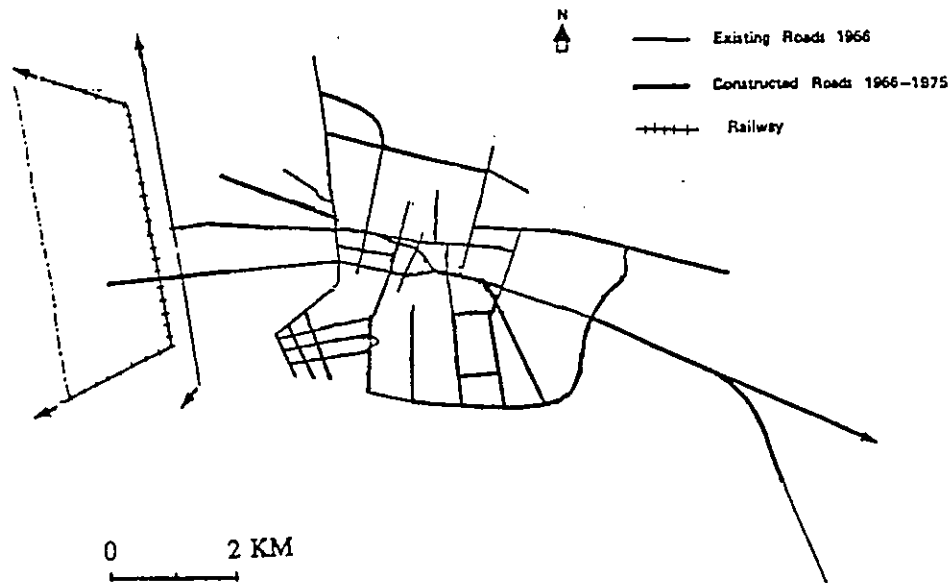 N
Existing Roads 1966
Constructed Roads 1966–1975
Railway
0 2 KM